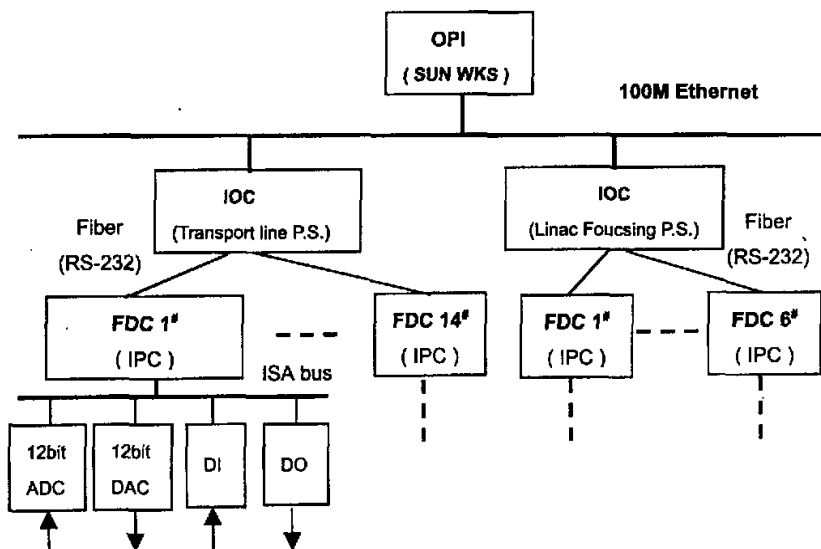 OPI
( SUN WKS )
100M Ethernet
IOC
(Transport line P.S.)
IOC
(Linac Foucsing P.S.)
Fiber
(RS-232)
Fiber
(RS-232)
FDC 1#
( IPC )
FDC 14#
( IPC )
FDC 1#
( IPC )
FDC 6#
( IPC )
ISA bus
12bit
ADC
12bit
DAC
DI
DO